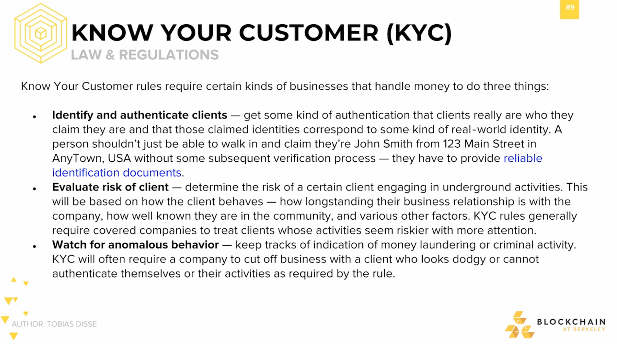 89
KNOW YOUR CUSTOMER (KYC)
LAW & REGULATIONS
Know Your Customer rules require certain kinds of businesses that handle money to do three things:
● Identify and authenticate clients — get some kind of authentication that clients really are who they
claim they are and that those claimed identities correspond to some kind of real-world identity. A
person shouldn't just be able to walk in and claim they're John Smith from 123 Main Street in
AnyTown, USA without some subsequent verification process — they have to provide reliable
identification documents.
● Evaluate risk of client — determine the risk of a certain client engaging in underground activities. This
will be based on how the client behaves — how longstanding their business relationship is with the
company, how well known they are in the community, and various other factors. KYC rules generally
require covered companies to treat clients whose activities seem riskier with more attention.
● Watch for anomalous behavior — keep tracks of indication of money laundering or criminal activity.
KYC will often require a company to cut off business with a client who looks dodgy or cannot
authenticate themselves or their activities as required by the rule.
AUTHOR: TOBIAS DISSE
BLOCKCHAIN
AT BERKELEY